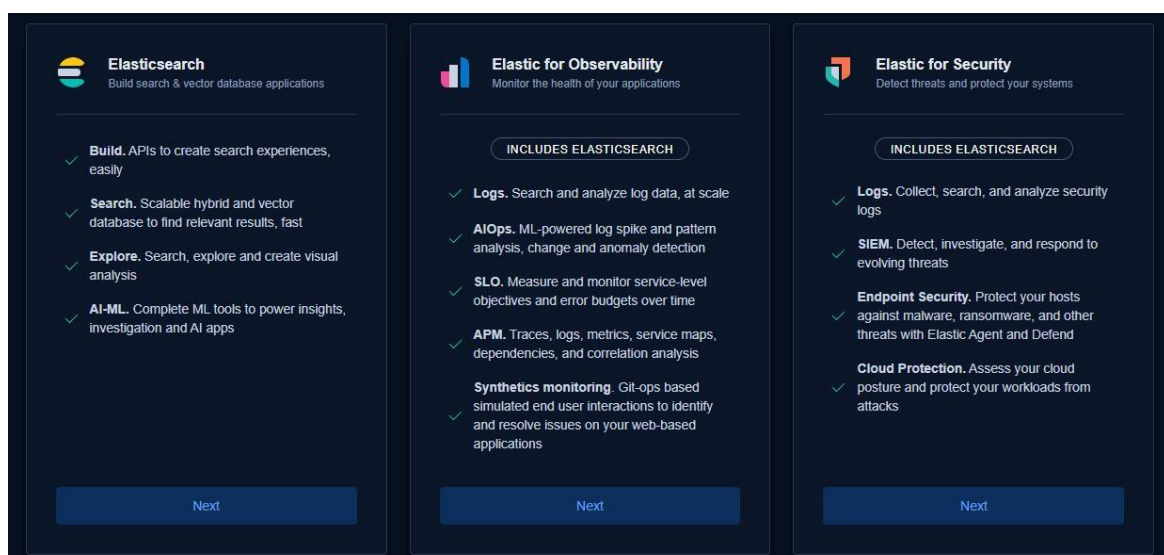 Elasticsearch
Build search & vector database applications
Build. APIs to create search experiences,
easily
Search. Scalable hybrid and vector
database to find relevant results, fast
Explore. Search, explore and create visual
analysis
AI-ML. Complete ML tools to power insights,
investigation and AI apps
Next
Elastic for Observability
Monitor the health of your applications
INCLUDES ELASTICSEARCH
Logs. Search and analyze log data, at scale
AIOps. ML-powered log spike and pattern
analysis, change and anomaly detection
SLO. Measure and monitor service-level
objectives and error budgets over time
APM. Traces, logs, metrics, service maps,
dependencies, and correlation analysis
Synthetics monitoring. Git-ops based
simulated end user interactions to identify
and resolve issues on your web-based
applications
Next
Elastic for Security
Detect threats and protect your systems
INCLUDES ELASTICSEARCH
Logs. Collect, search, and analyze security
logs
SIEM. Detect, investigate, and respond to
evolving threats
Endpoint Security. Protect your hosts
against malware, ransomware, and other
threats with Elastic Agent and Defend
Cloud Protection. Assess your cloud
posture and protect your workloads from
attacks
Next